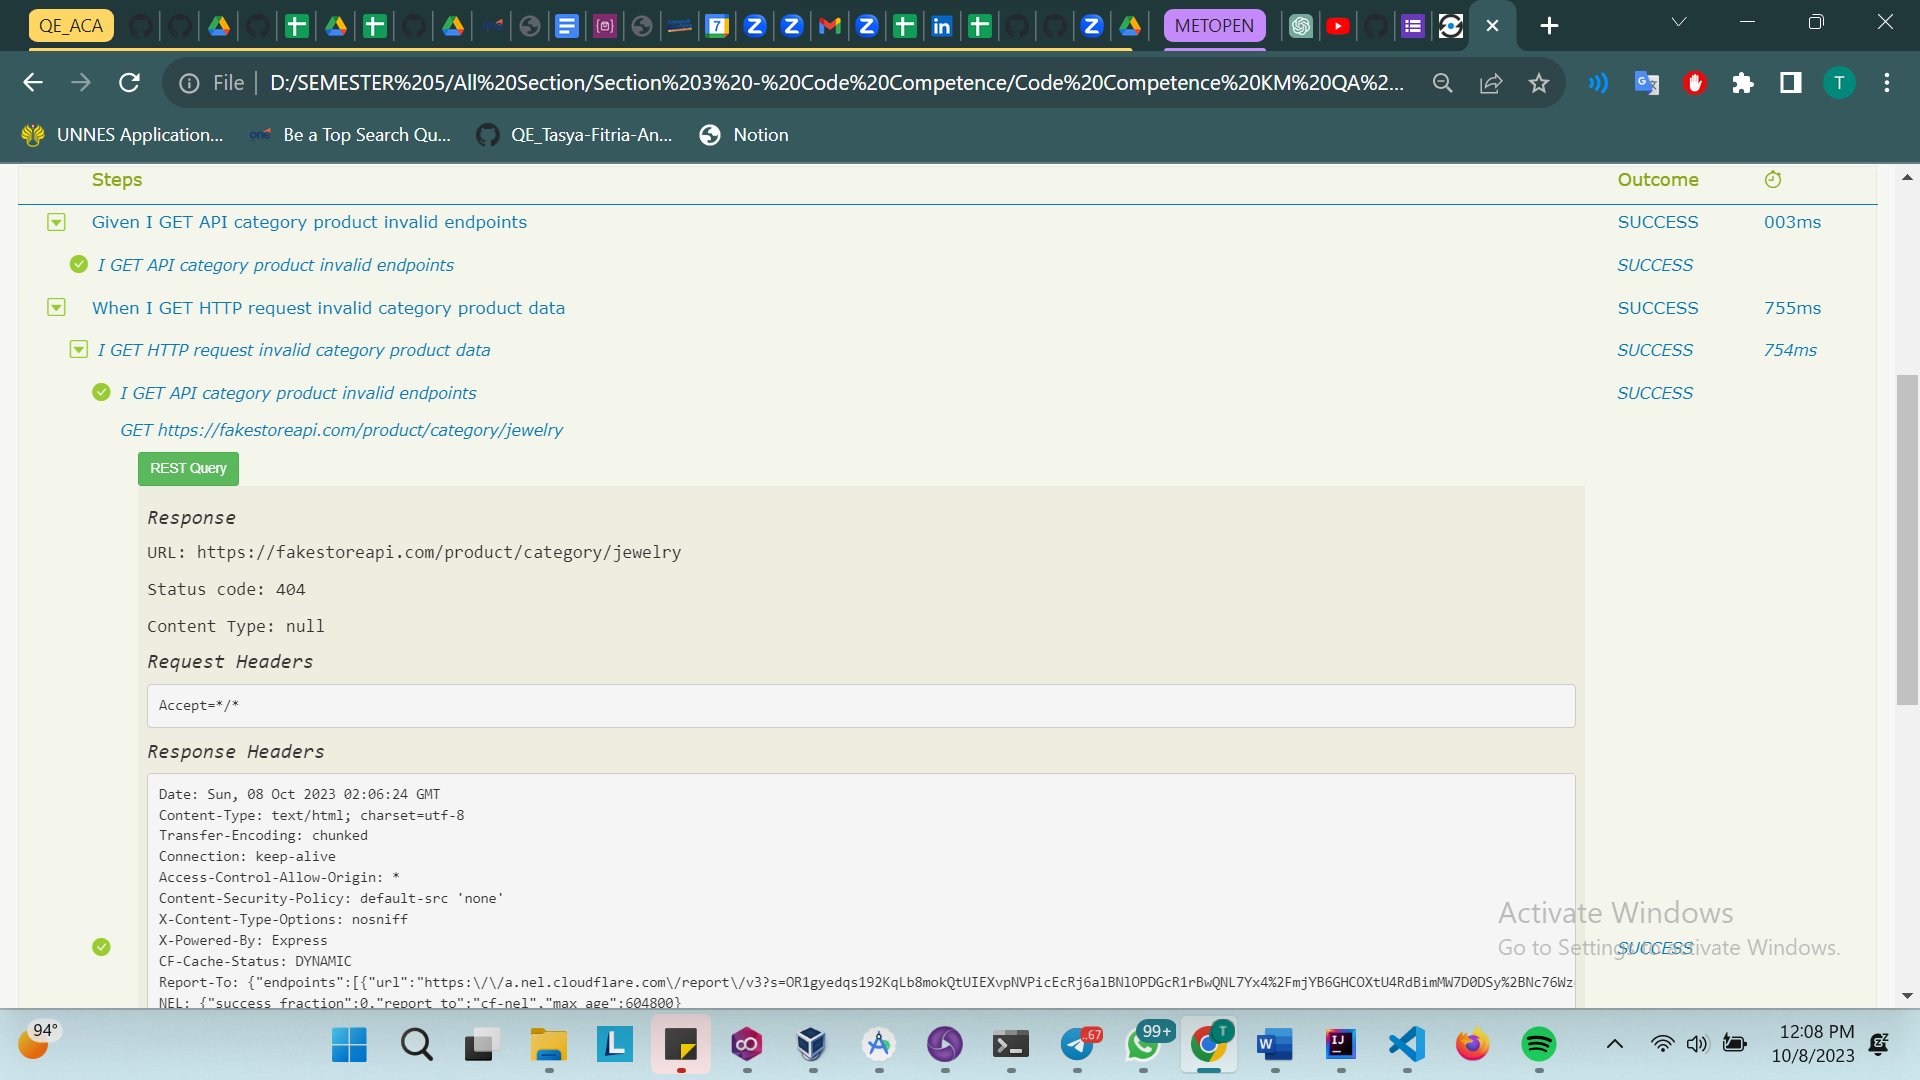 QE_ACA
METOPEN
File
D:/SEMESTER%205/All%20Section/Section%203%20-%20Code%20Competence/Code%20Competence%20KM%20QA%2...
T
UNNES Application...
Be a Top Search Qu...
QE_Tasya-Fitria-An...
Notion
Steps Outcome
Given I GET API category product invalid endpoints SUCCESS 003ms
I GET API category product invalid endpoints SUCCESS
When I GET HTTP request invalid category product data SUCCESS 755ms
I GET HTTP request invalid category product data SUCCESS 754ms
I GET API category product invalid endpoints SUCCESS
GET https://fakestoreapi.com/product/category/jewelry
REST Query
Response
URL: https://fakestoreapi.com/product/category/jewelry
Status code: 404
Content Type: null
Request Headers
Accept=*/*
Response Headers
Date: Sun, 08 Oct 2023 02:06:24 GMT
Content-Type: text/html; charset=utf-8
Transfer-Encoding: chunked
Connection: keep-alive
Access-Control-Allow-Origin: *
Content-Security-Policy: default-src 'none'
X-Content-Type-Options: nosniff
X-Powered-By: Express
CF-Cache-Status: DYNAMIC
Report-To: {"endpoints":[{"url":"https:\/\/a.nel.cloudflare.com\/report\/v3?s=OR1gyedqs192KqLb8mokQtUIEXvpNVPicEcRj6alBNlOPDGcR1rBwQNL7Yx4%2FmjYB6GHCOXtU4RdBimMW7D0DSy%2BNc76Wz
NEL: {"success_fraction":0,"report_to":"cf-nel","max_age":604800}
SUCCESS
Activate Windows
Go to Settings to activate Windows.
94°
67
99+
T
12:08 PM
10/8/2023